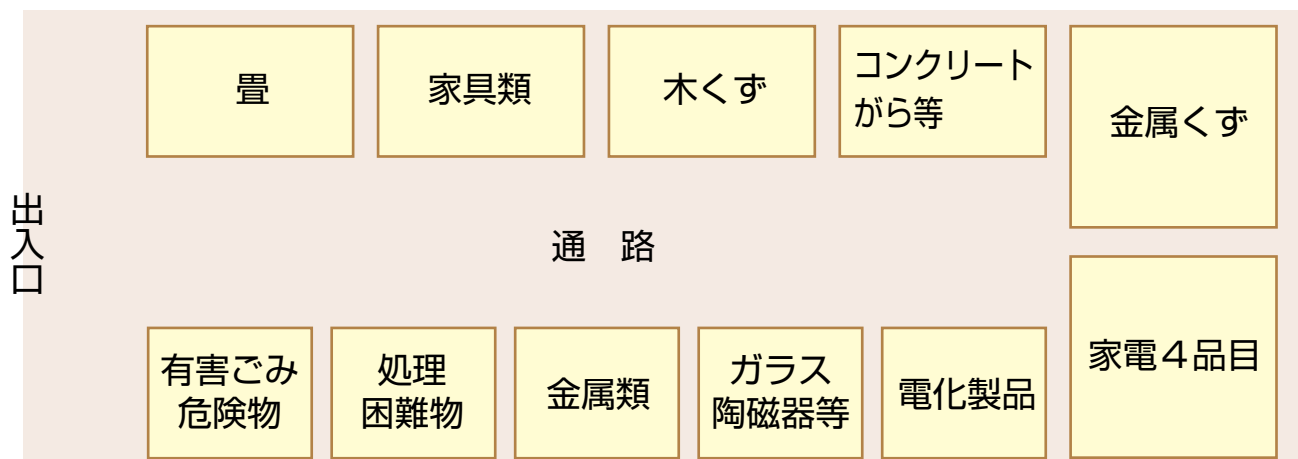 畳
家具類
木くず
コンクリート
がら等
金属くず
出入口
通　路
家電４品目
有害ごみ
危険物
処理
困難物
金属類
ガラス
陶磁器等
電化製品